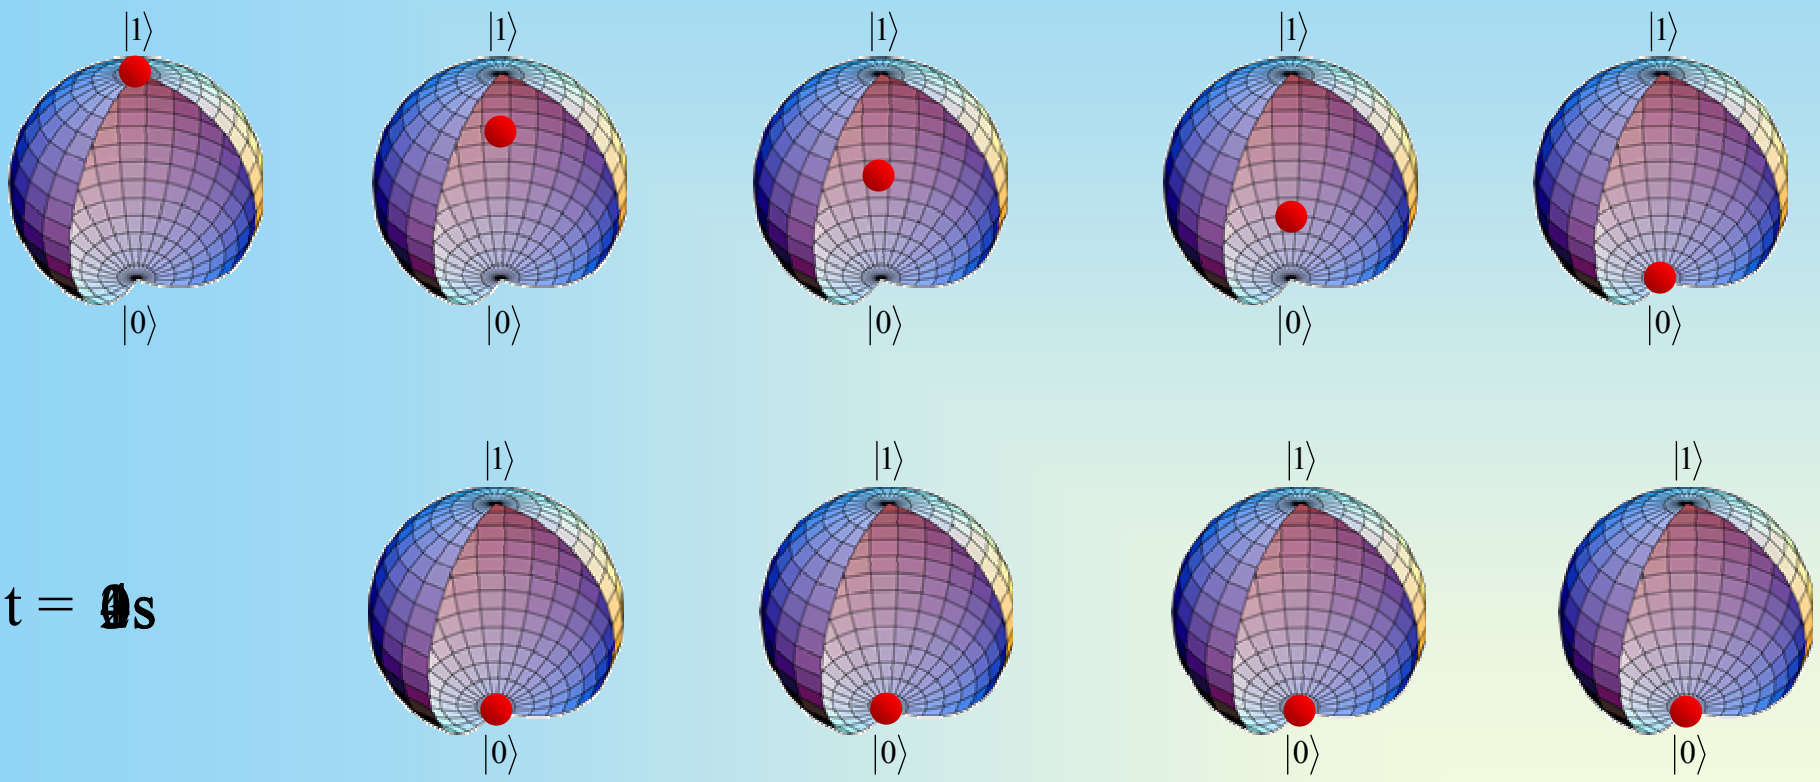 |1⟩ |1⟩ |1⟩ |1⟩ |1⟩
|0⟩ |0⟩ |0⟩ |0⟩ |0⟩
|1⟩ |1⟩ |1⟩ |1⟩
t = s
|0⟩ |0⟩ |0⟩ |0⟩